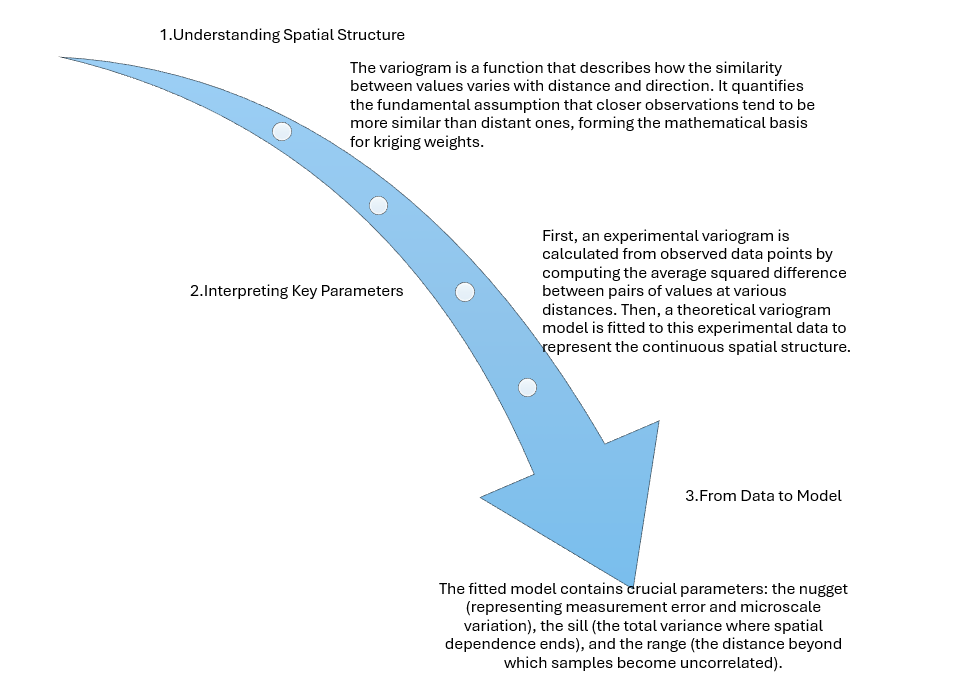 1.Understanding Spatial Structure
The variogram is a function that describes how the similarity
between values varies with distance and direction. It quantifies
the fundamental assumption that closer observations tend to be
more similar than distant ones, forming the mathematical basis
for kriging weights.
First, an experimental variogram is
calculated from observed data points by
computing the average squared difference
between pairs of values at various
distances. Then, a theoretical variogram
model is fitted to this experimental data to
represent the continuous spatial structure.
2.Interpreting Key Parameters
3.From Data to Model
The fitted model contains crucial parameters: the nugget
(representing measurement error and microscale
variation), the sill (the total variance where spatial
dependence ends), and the range (the distance beyond
which samples become uncorrelated).